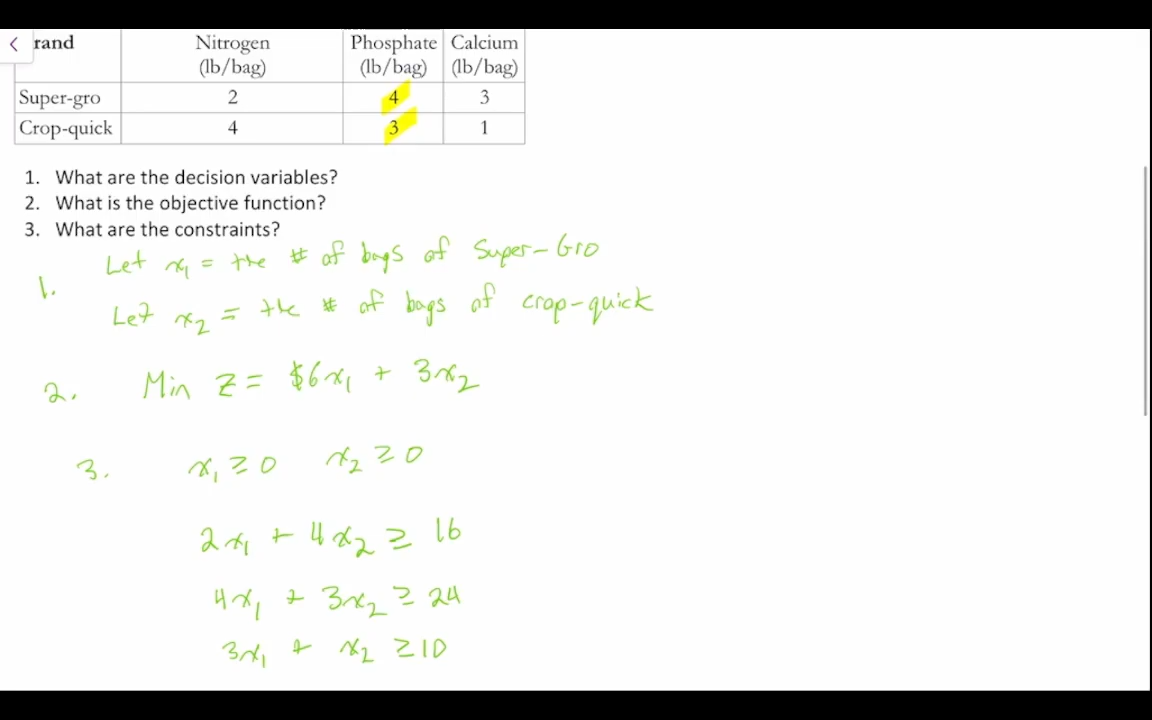 rand Nitrogen Phosphate Calcium
(lb/bag) (lb/bag) (lb/bag)
Super-gro 2 4 3
Crop-quick 4 3 1
1. What are the decision variables?
2. What is the objective function?
3. What are the constraints?
1. Let x₁ = the # of bags of Super-Gro
Let x₂ = the # of bags of crop-quick
2. Min Z = $6x₁ + 3x₂
3. x₁ ≥ 0 x₂ ≥ 0
2x₁ + 4x₂ ≥ 16
4x₁ + 3x₂ ≥ 24
3x₁ + x₂ ≥ 10